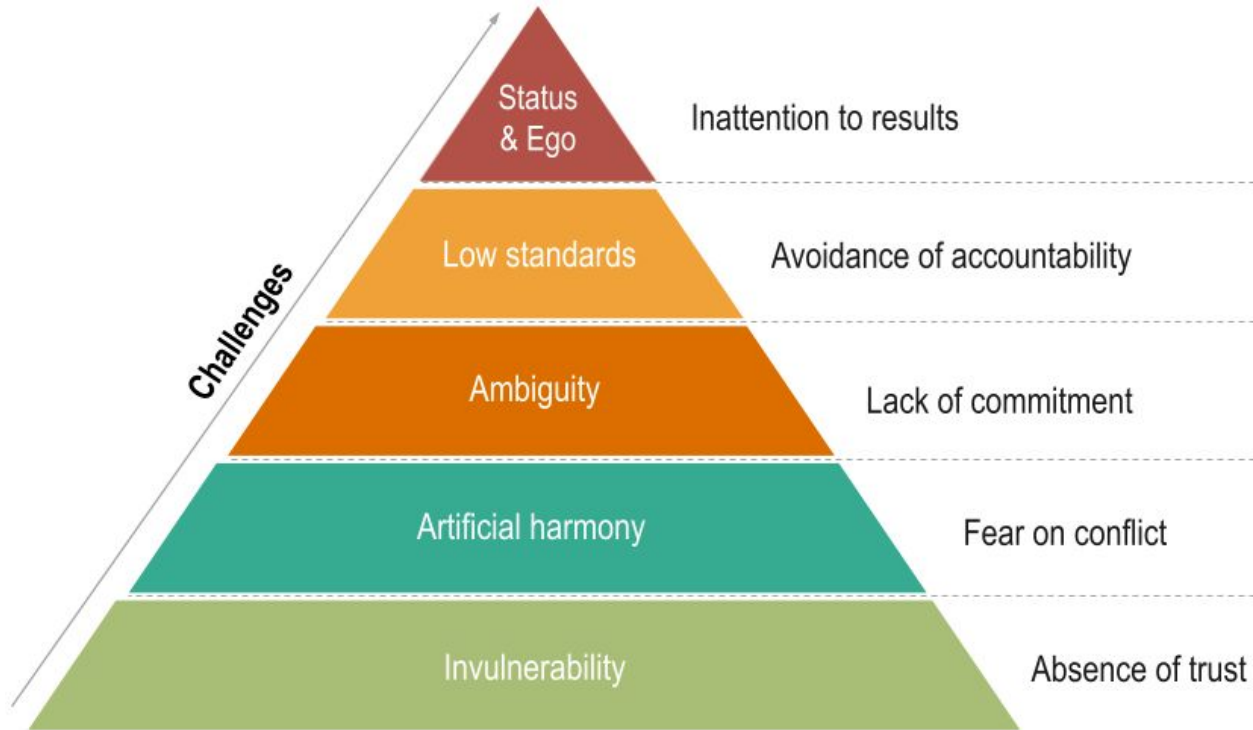 Status
& Ego
Inattention to results
Low standards
Avoidance of accountability
Challenges
Ambiguity
Lack of commitment
Artificial harmony
Fear on conflict
Invulnerability
Absence of trust